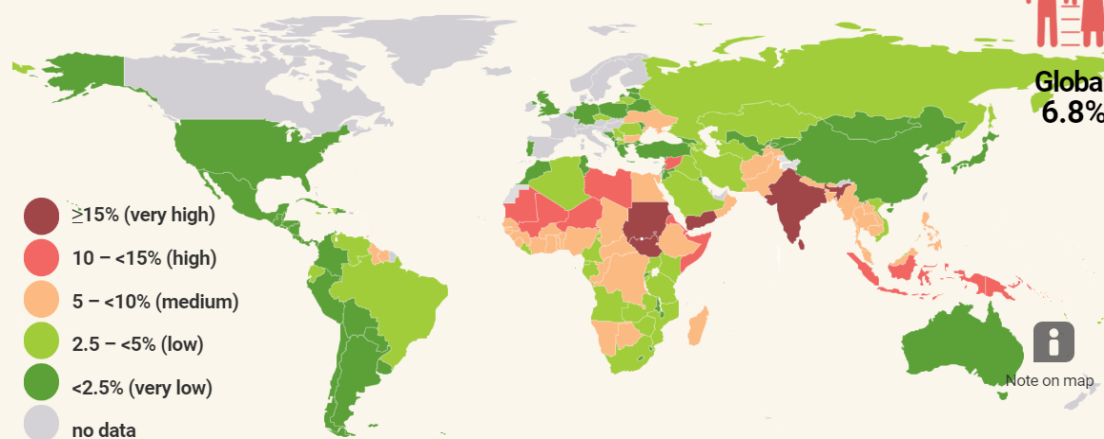 Globa
6.8%
≥15% (very high)
10 – <15% (high)
5 – <10% (medium)
2.5 – <5% (low)
<2.5% (very low)
no data
i
Note on map